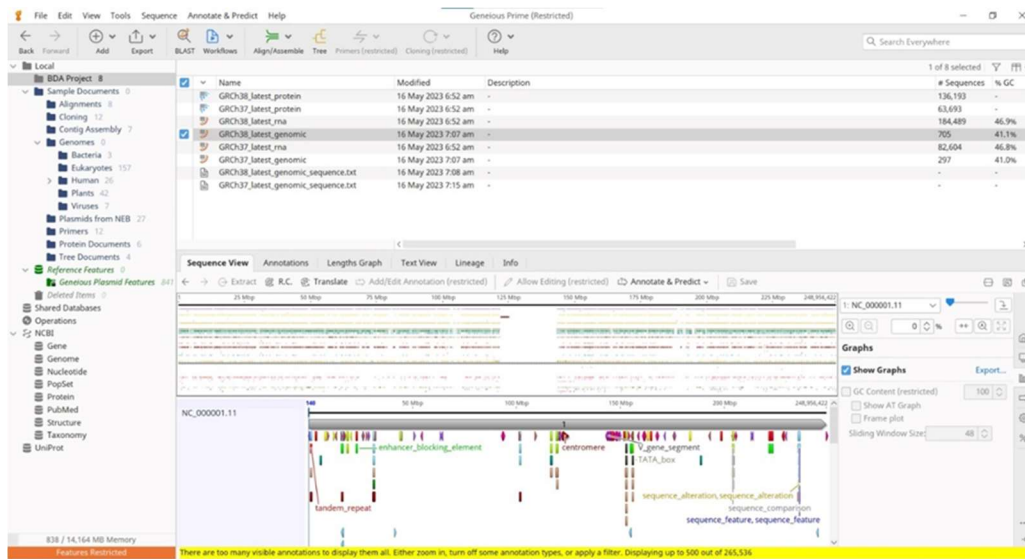 Geneious Prime (Restricted)
File Edit View Tools Sequence Annotate & Predict Help
Back Forward Add Export BLAST Workflows Align/Assemble Tree Primers (restricted) Cloning (restricted) Help
Search Everywhere
1 of 8 selected
Local
BDA Project 8
Sample Documents 0
Alignments 8
Cloning 12
Contig Assembly 7
Genomes 0
Bacteria 3
Eukaryotes 157
Human 26
Plants 42
Viruses 7
Plasmids from NEB 27
Primers 12
Protein Documents 6
Tree Documents 4
Reference Features 0
Geneious Plasmid Features 841
Deleted Items 0
Shared Databases
Operations
NCBI
Gene
Genome
Nucleotide
PopSet
Protein
PubMed
Structure
Taxonomy
UniProt
838 / 14,164 MB Memory
Features Restricted
Name Modified Description # Sequences % GC
GRCh38_latest_protein 16 May 2023 6:52 am - 136,193 -
GRCh37_latest_protein 16 May 2023 6:52 am - 63,693 -
GRCh38_latest_rna 16 May 2023 6:52 am - 184,489 46.9%
GRCh38_latest_genomic 16 May 2023 7:07 am - 705 41.1%
GRCh37_latest_rna 16 May 2023 6:52 am - 82,604 46.8%
GRCh37_latest_genomic 16 May 2023 7:07 am - 297 41.0%
GRCh38_latest_genomic_sequence.txt 16 May 2023 7:08 am - - -
GRCh37_latest_genomic_sequence.txt 16 May 2023 7:15 am - - -
Sequence View Annotations Lengths Graph Text View Lineage Info
Extract R.C. Translate Add/Edit Annotation (restricted) Allow Editing (restricted) Annotate & Predict Save
1 25 Mbp 50 Mbp 75 Mbp 100 Mbp 125 Mbp 150 Mbp 175 Mbp 200 Mbp 225 Mbp 248,956,422
1: NC_000001.11
0 %
Graphs
Show Graphs Export...
GC Content (restricted) 100
Show AT Graph
Frame plot
Sliding Window Size: 48
50 Mbp 100 Mbp 150 Mbp 200 Mbp 248,956,422
NC_000001.11
1
enhancer_blocking_element
centromere
V_gene_segment
TATA_box
sequence_alteration, sequence_alteration
tandem_repeat
sequence_comparison
sequence_feature, sequence_feature
There are too many visible annotations to display them all. Either zoom in, turn off some annotation types, or apply a filter. Displaying up to 500 out of 265,536